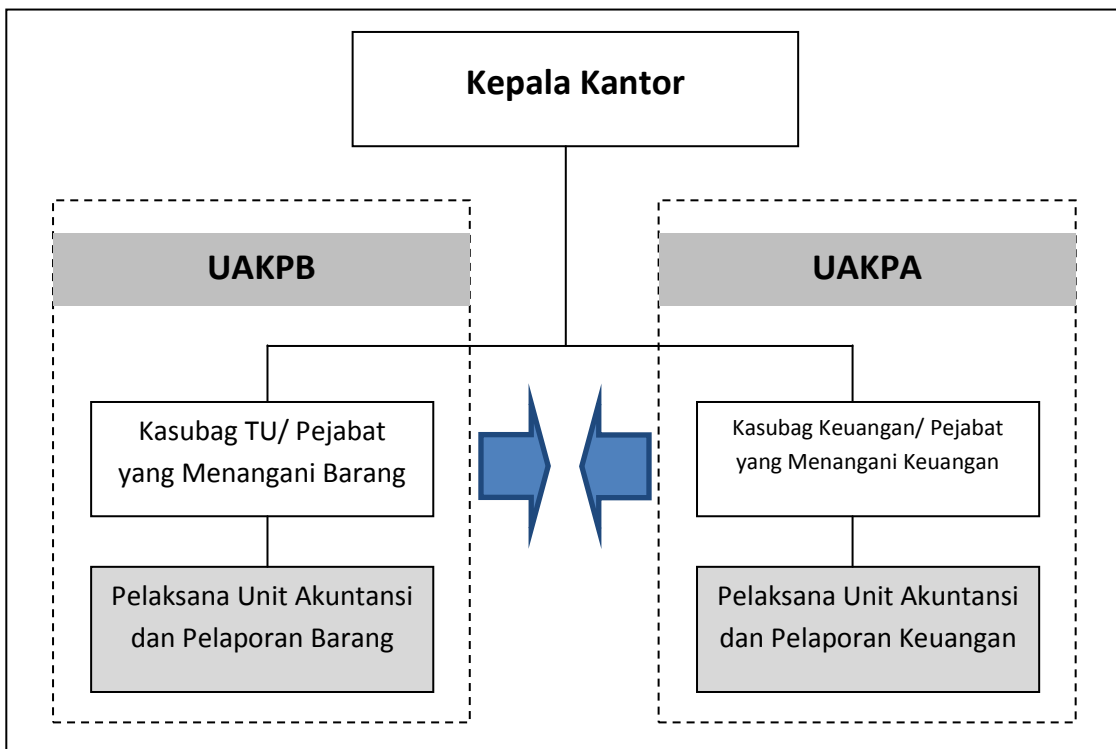 Kepala Kantor
UAKPB
UAKPA
Kasubag TU/ Pejabat
yang Menangani Barang
Kasubag Keuangan/ Pejabat
yang Menangani Keuangan
Pelaksana Unit Akuntansi
dan Pelaporan Barang
Pelaksana Unit Akuntansi
dan Pelaporan Keuangan